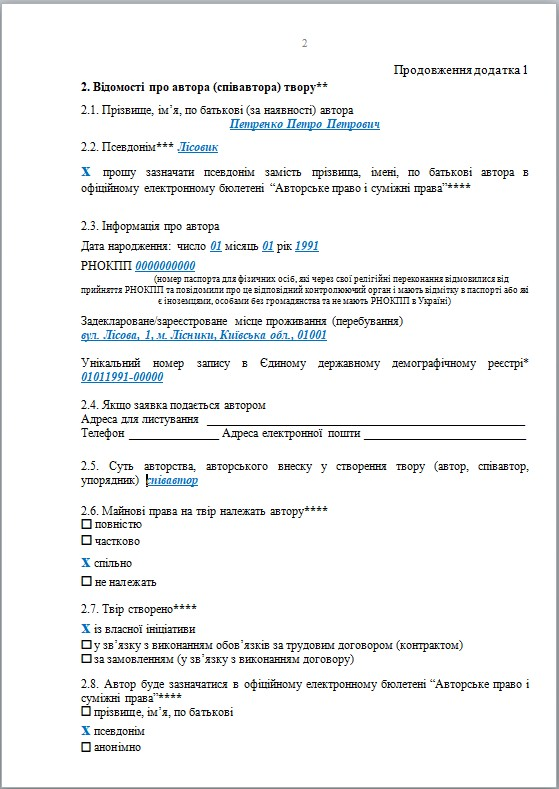 2
Продовження додатка 1
2. Відомості про автора (співавтора) твору**
2.1. Прізвище, ім’я, по батькові (за наявності) автора
Петренко Петро Петрович
2.2. Псевдонім*** Лісовик
X прошу зазначати псевдонім замість прізвища, імені, по батькові автора в
офіційному електронному бюлетені “Авторське право і суміжні права”****
2.3. Інформація про автора
Дата народження: число 01 місяць 01 рік 1991
РНОКПП 0000000000
(номер паспорта для фізичних осіб, які через свої релігійні переконання відмовилися від
прийняття РНОКПП та повідомили про це відповідний контролюючий орган і мають відмітку в паспорті або які
є іноземцями, особами без громадянства та не мають РНОКПП в Україні)
Задеклароване/зареєстроване місце проживання (перебування)
вул. Лісова, 1, м. Лісники, Київська обл., 01001
Унікальний номер запису в Єдиному державному демографічному реєстрі*
01011991-00000
2.4. Якщо заявка подається автором
Адреса для листування ____________________
Телефон ______________ Адреса електронної пошти ____________________
2.5. Суть авторства, авторського внеску у створення твору (автор, співавтор,
упорядник) співавтор
2.6. Майнові права на твір належать автору****
☐ повністю
☐ частково
X спільно
☐ не належать
2.7. Твір створено****
X із власної ініціативи
☐ у зв’язку з виконанням обов’язків за трудовим договором (контрактом)
☐ за замовленням (у зв’язку з виконанням договору)
2.8. Автор буде зазначатися в офіційному електронному бюлетені “Авторське право і
суміжні права”****
☐ прізвище, ім’я, по батькові
X псевдонім
☐ анонімно